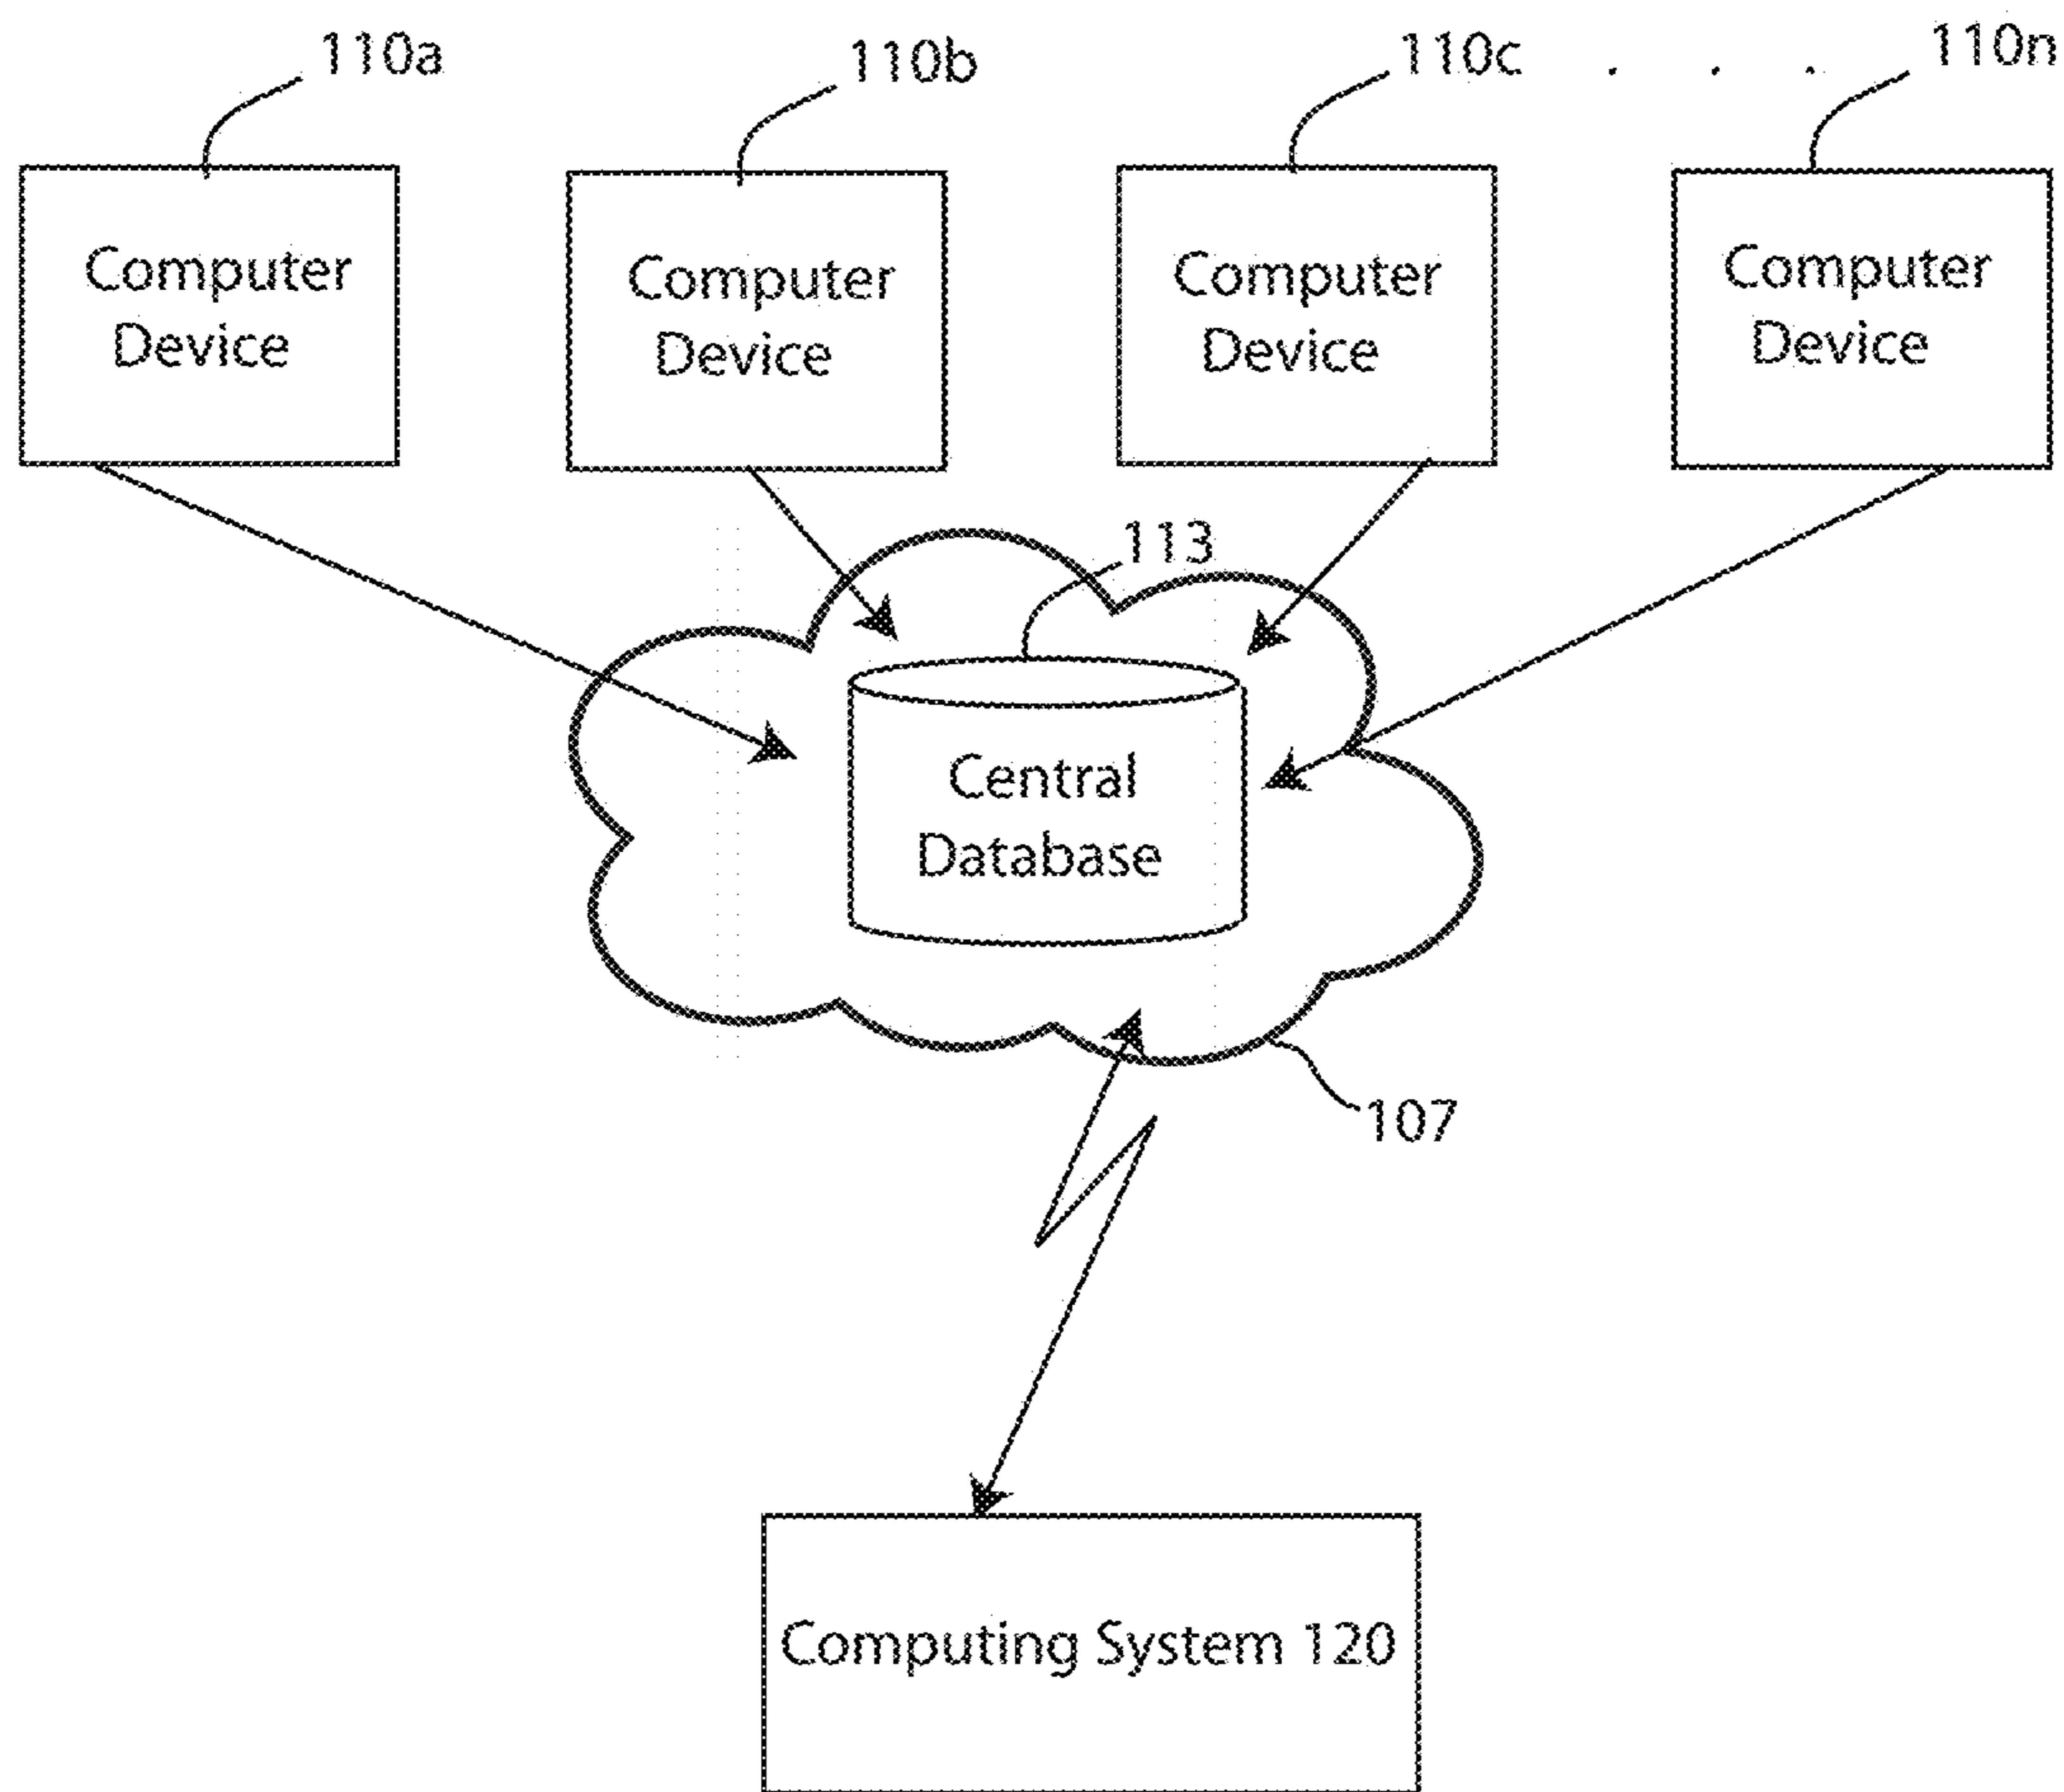 110a 110b 110c . . . 110n
Computer
Device
Computer
Device
Computer
Device
Computer
Device
113
Central
Database
107
Computing System 120